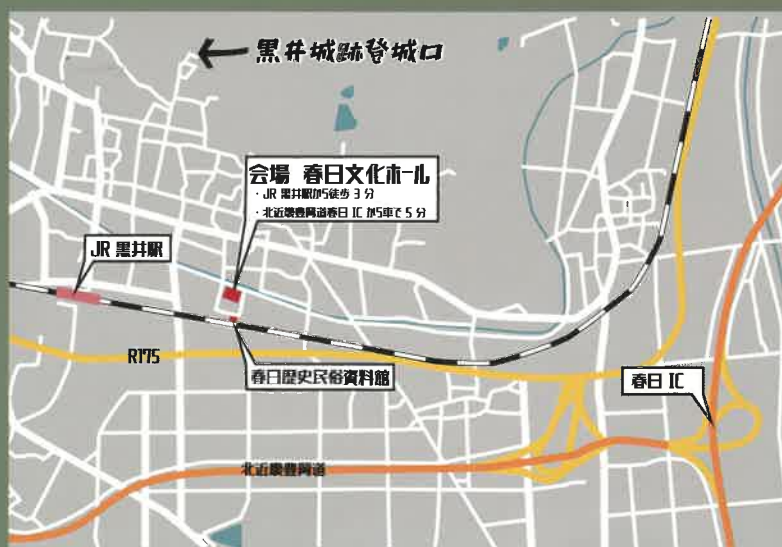 黒井城跡登城口
会場 春日文化ホール
・JR 黒井駅から徒歩 3 分
・北近畿豊岡道春日 IC から車で 5 分
JR 黒井駅
R175
春日歴史民俗資料館
春日 IC
北近畿豊岡道